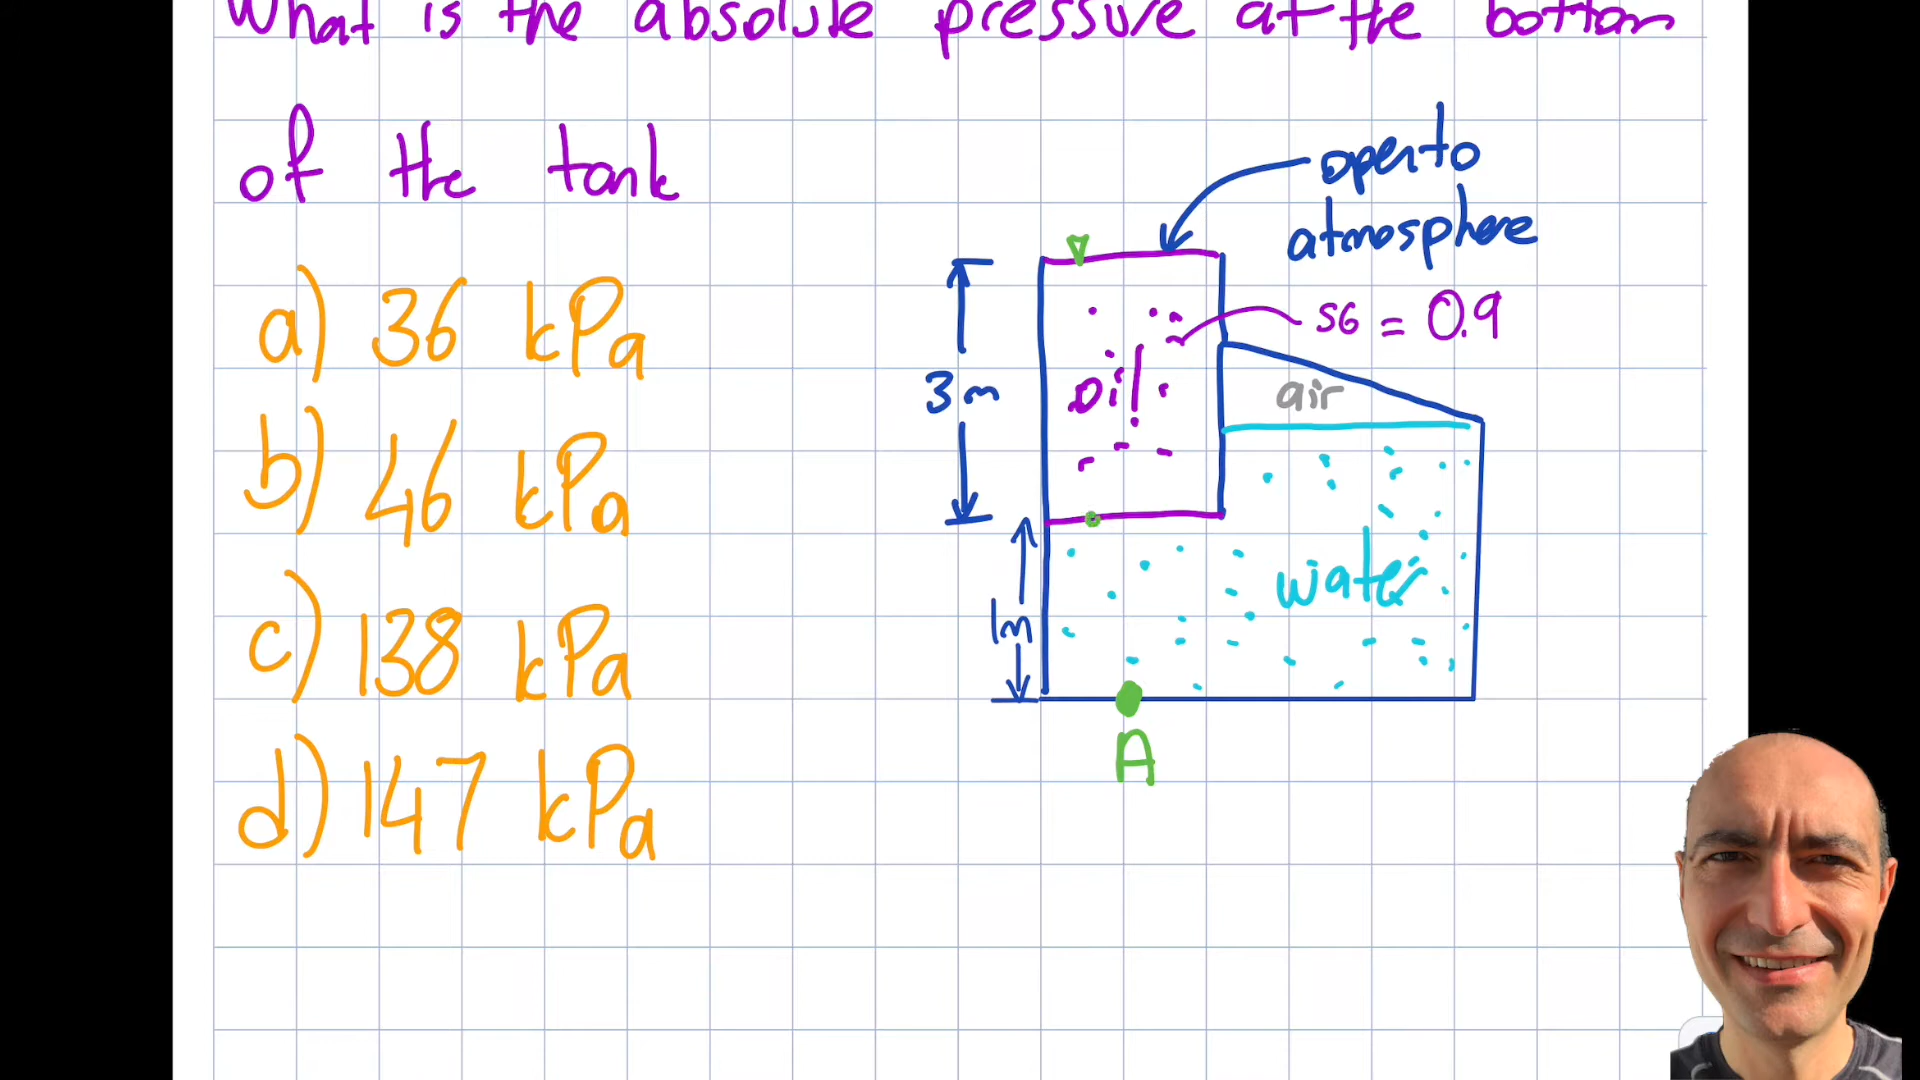 What is the absolute pressure at the bottom
of the tank
open to
atmosphere
a) 36 kPa
SG = 0.9
3m
oil
air
b) 46 kPa
water
1m
c) 138 kPa
A
d) 147 kPa